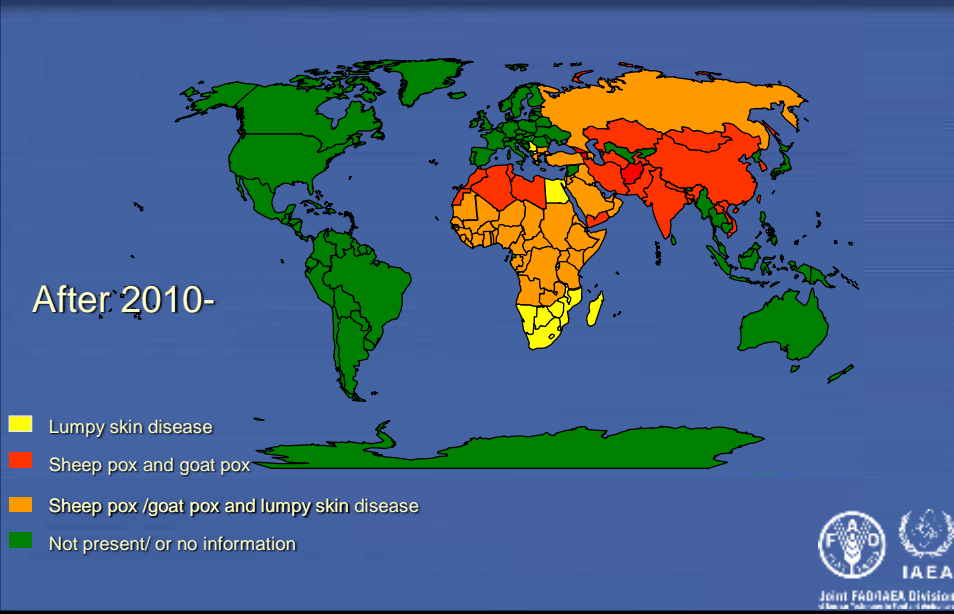 After 2010-
Lumpy skin disease
Sheep pox and goat pox
Sheep pox /goat pox and lumpy skin disease
Not present/ or no information
FAO
IAEA
Joint FAO/IAEA Division